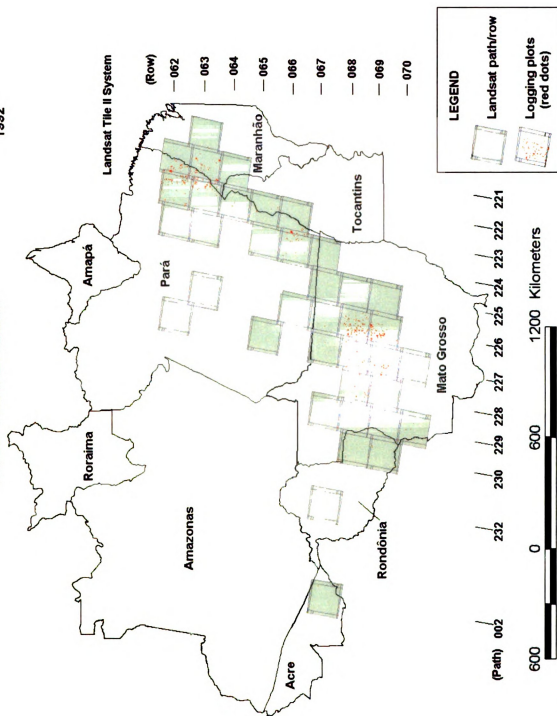 1992
Landsat Tile II System
(Row)
062
063
064
065
066
067
068
069
070
Roraima
Amapá
Amazonas
Pará
Maranhão
Tocantins
Acre
Rondônia
Mato Grosso
(Path) 002 232 230 229 228 227 226 225 224 223 222 221
600 0 600 1200 Kilometers
LEGEND
Landsat path/row
Logging plots
(red dots)